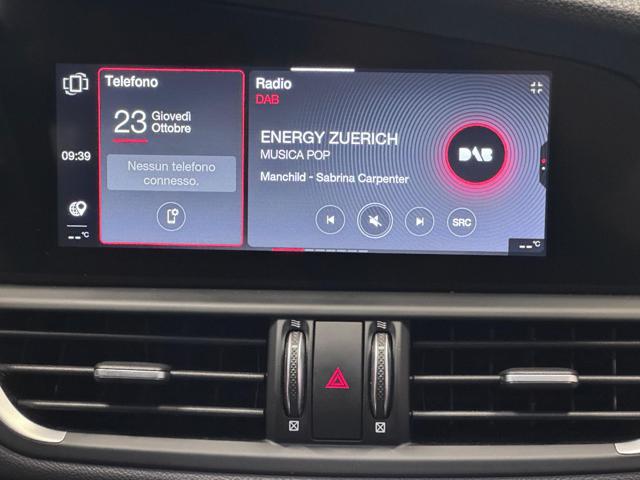 Telefono
23 Giovedì
Ottobre
09:39
Nessun telefono
connesso.
--°C
Radio
DAB
ENERGY ZUERICH
MUSICA POP
Manchild - Sabrina Carpenter
DAB
SRC
--°C